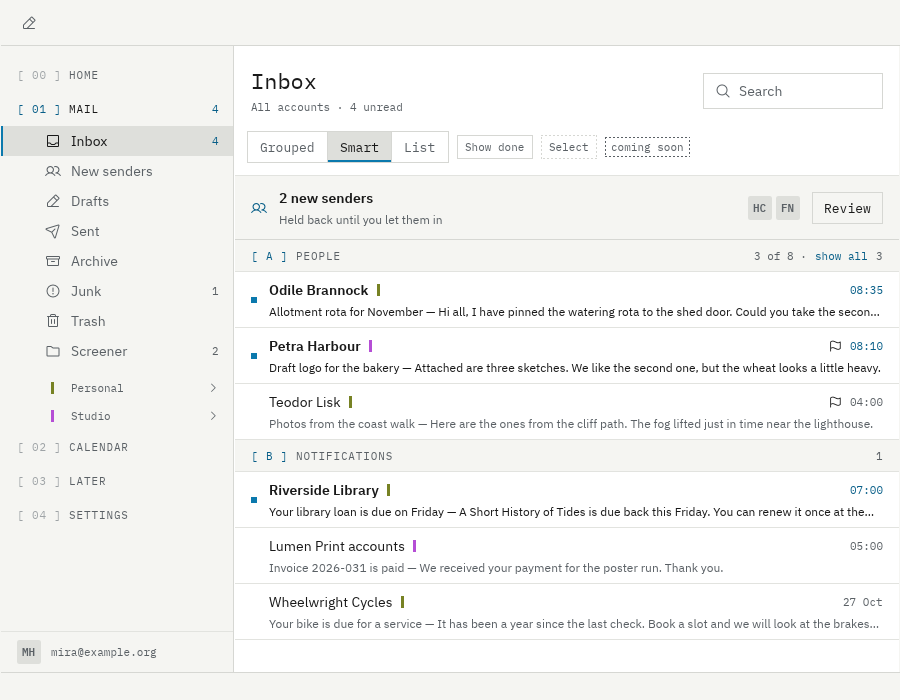 [ 00 ] HOME
[ 01 ] MAIL 4
Inbox 4
New senders
Drafts
Sent
Archive
Junk 1
Trash
Screener 2
Personal
Studio
[ 02 ] CALENDAR
[ 03 ] LATER
[ 04 ] SETTINGS
MH mira@example.org
Inbox
All accounts · 4 unread
Search
Grouped Smart List Show done Select coming soon
2 new senders
Held back until you let them in
HC FN Review
[ A ] PEOPLE 3 of 8 · show all 3
Odile Brannock 08:35
Allotment rota for November — Hi all, I have pinned the watering rota to the shed door. Could you take the secon…
Petra Harbour 08:10
Draft logo for the bakery — Attached are three sketches. We like the second one, but the wheat looks a little heavy.
Teodor Lisk 04:00
Photos from the coast walk — Here are the ones from the cliff path. The fog lifted just in time near the lighthouse.
[ B ] NOTIFICATIONS 1
Riverside Library 07:00
Your library loan is due on Friday — A Short History of Tides is due back this Friday. You can renew it once at the…
Lumen Print accounts 05:00
Invoice 2026-031 is paid — We received your payment for the poster run. Thank you.
Wheelwright Cycles 27 Oct
Your bike is due for a service — It has been a year since the last check. Book a slot and we will look at the brakes…